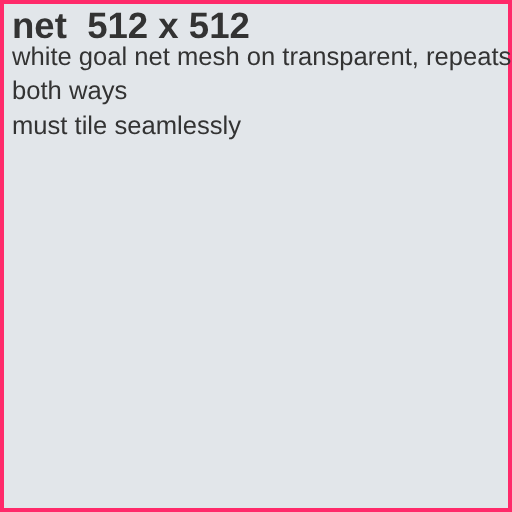 net  512 x 512
white goal net mesh on transparent, repeats
both ways
must tile seamlessly